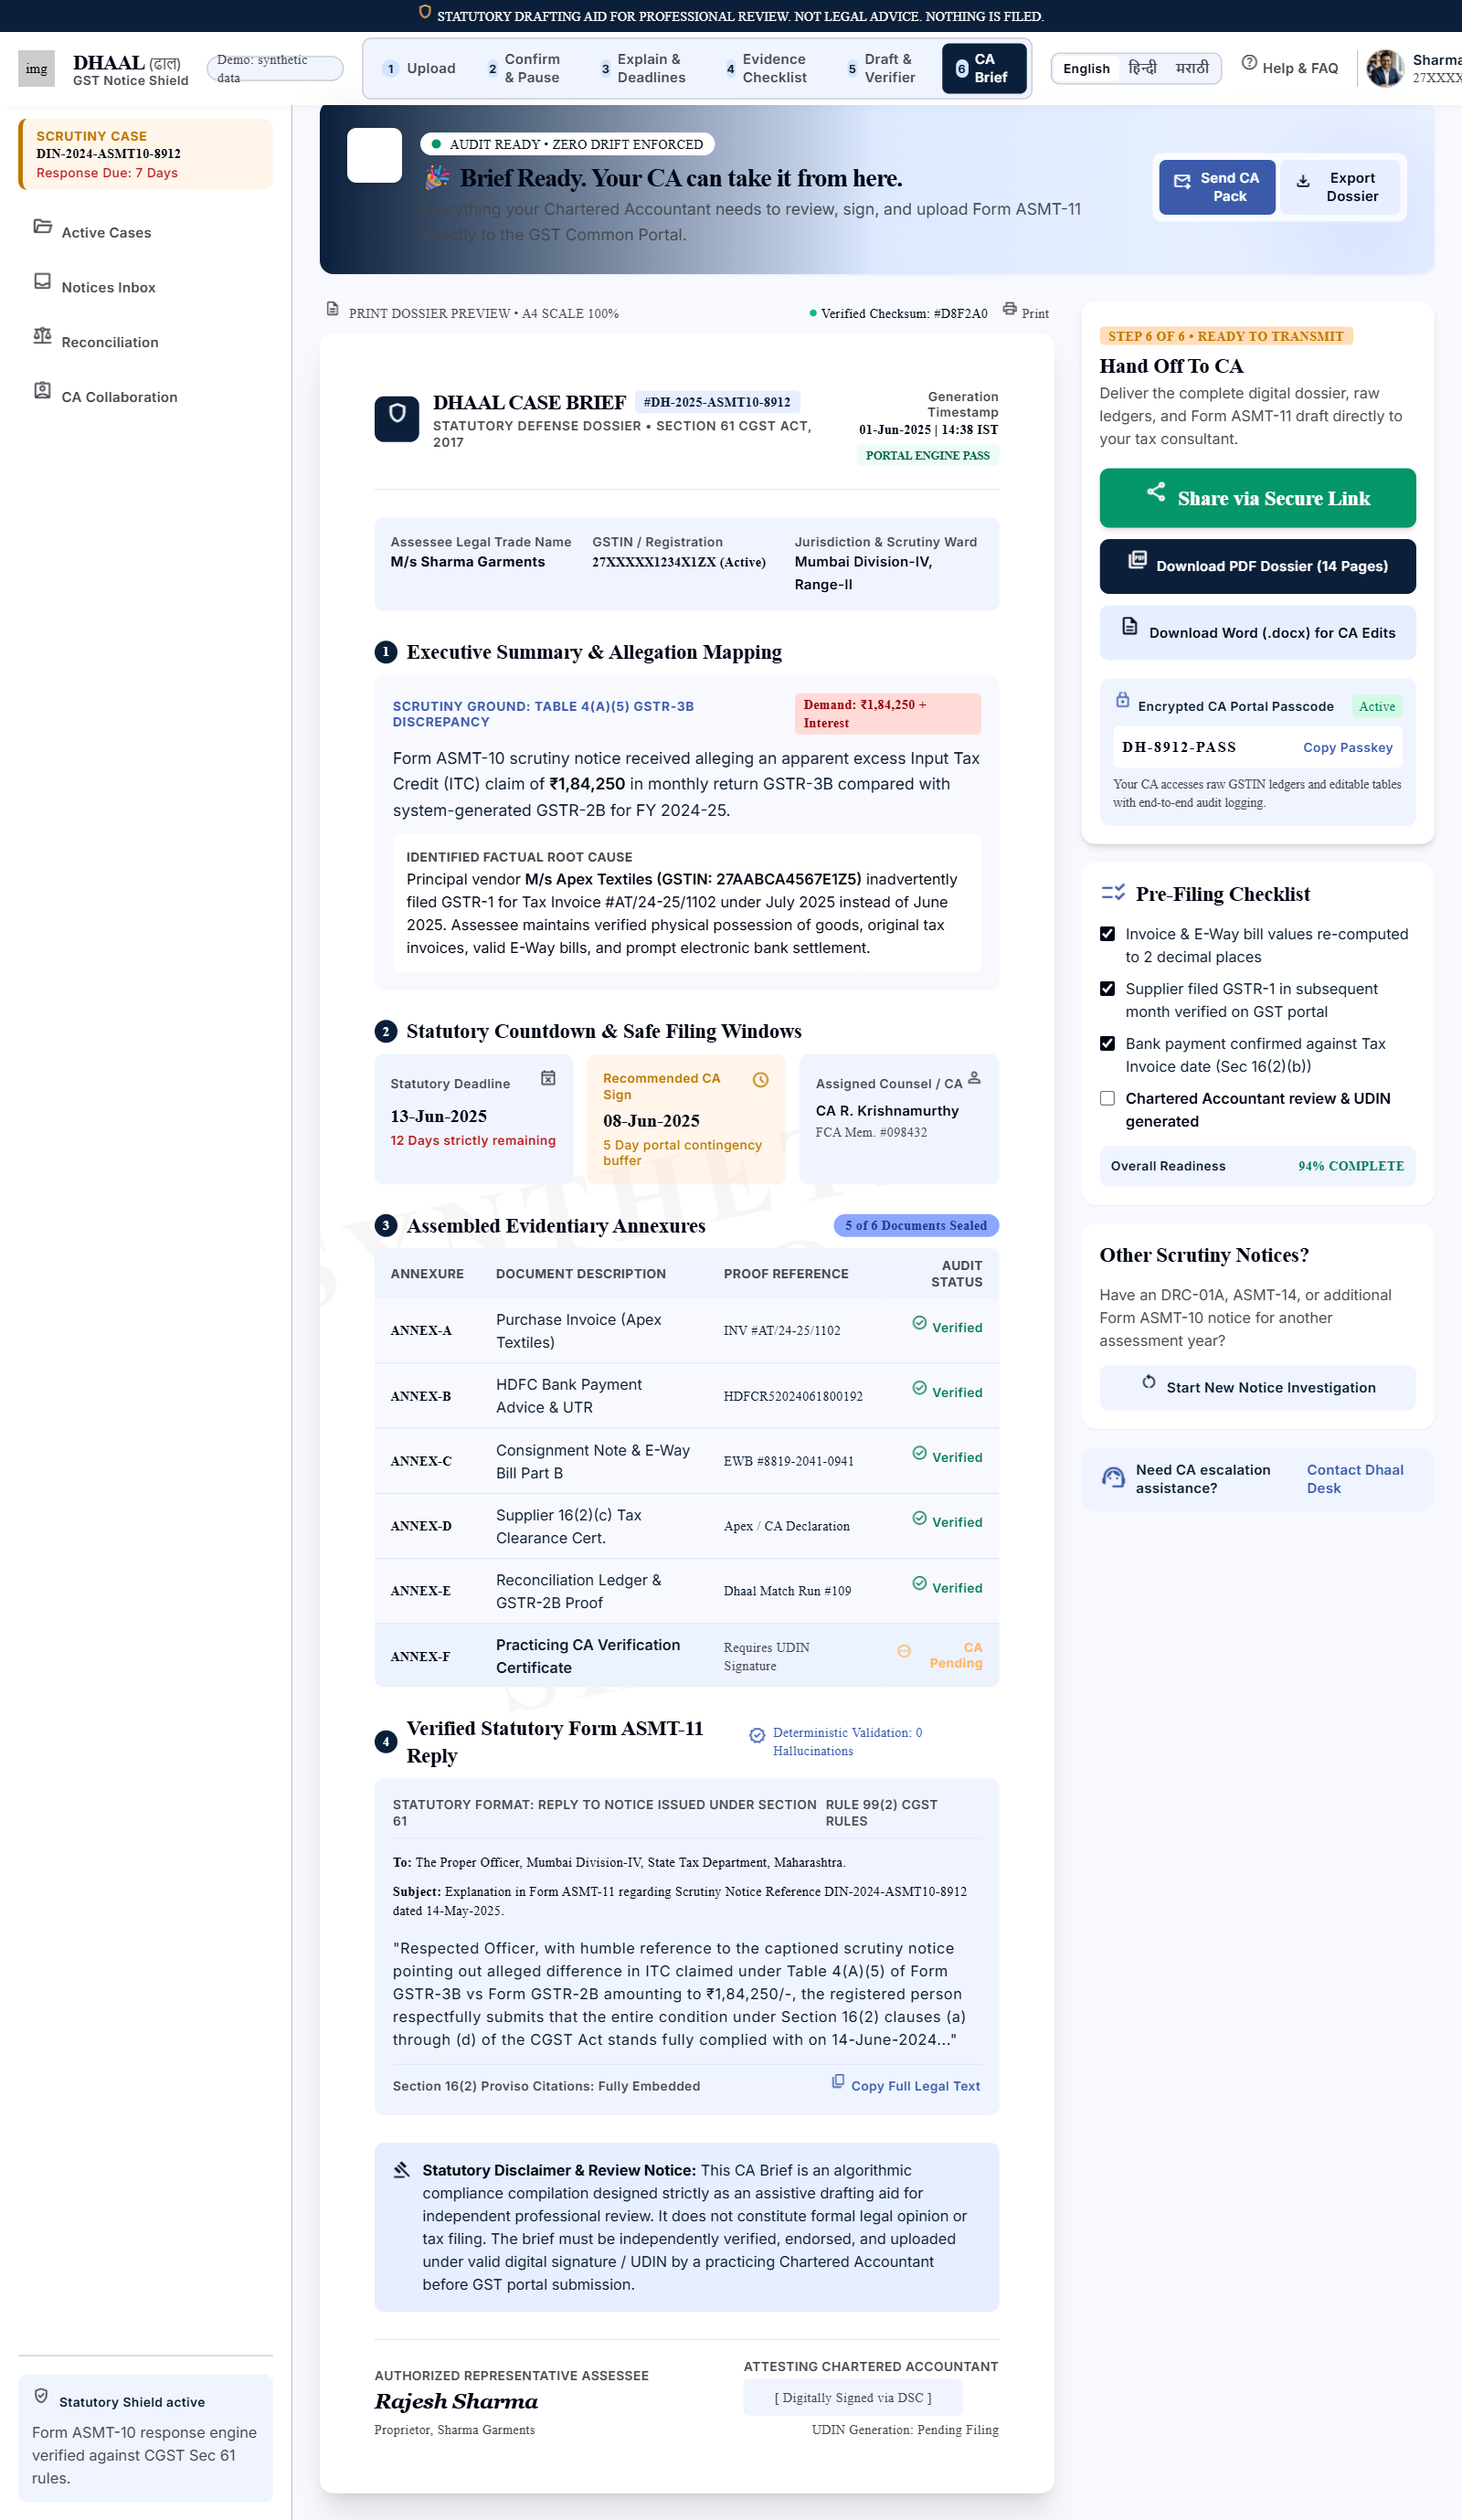 STATUTORY DRAFTING AID FOR PROFESSIONAL REVIEW. NOT LEGAL ADVICE. NOTHING IS FILED.
img
DHAAL (ढाल)
GST Notice Shield
Demo: synthetic
data
1 Upload
2 Confirm
& Pause
3 Explain &
Deadlines
4 Evidence
Checklist
5 Draft &
Verifier
6 CA
Brief
English हिन्दी मराठी
Help & FAQ
Sharma
27XXXX
SCRUTINY CASE
DIN-2024-ASMT10-8912
Response Due: 7 Days
Active Cases
Notices Inbox
Reconciliation
CA Collaboration
Statutory Shield active
Form ASMT-10 response engine
verified against CGST Sec 61
rules.
AUDIT READY • ZERO DRIFT ENFORCED
🎉 Brief Ready. Your CA can take it from here.
Everything your Chartered Accountant needs to review, sign, and upload Form ASMT-11
directly to the GST Common Portal.
Send CA
Pack
Export
Dossier
PRINT DOSSIER PREVIEW • A4 SCALE 100%
Verified Checksum: #D8F2A0
Print
DHAAL CASE BRIEF #DH-2025-ASMT10-8912
STATUTORY DEFENSE DOSSIER • SECTION 61 CGST ACT,
2017
Generation
Timestamp
01-Jun-2025 | 14:38 IST
PORTAL ENGINE PASS
Assessee Legal Trade Name
M/s Sharma Garments
GSTIN / Registration
27XXXXX1234X1ZX (Active)
Jurisdiction & Scrutiny Ward
Mumbai Division-IV,
Range-II
1 Executive Summary & Allegation Mapping
SCRUTINY GROUND: TABLE 4(A)(5) GSTR-3B
DISCREPANCY
Demand: ₹1,84,250 +
Interest
Form ASMT-10 scrutiny notice received alleging an apparent excess Input Tax
Credit (ITC) claim of ₹1,84,250 in monthly return GSTR-3B compared with
system-generated GSTR-2B for FY 2024-25.
IDENTIFIED FACTUAL ROOT CAUSE
Principal vendor M/s Apex Textiles (GSTIN: 27AABCA4567E1Z5) inadvertently
filed GSTR-1 for Tax Invoice #AT/24-25/1102 under July 2025 instead of June
2025. Assessee maintains verified physical possession of goods, original tax
invoices, valid E-Way bills, and prompt electronic bank settlement.
2 Statutory Countdown & Safe Filing Windows
Statutory Deadline
13-Jun-2025
12 Days strictly remaining
Recommended CA
Sign
08-Jun-2025
5 Day portal contingency
buffer
Assigned Counsel / CA
CA R. Krishnamurthy
FCA Mem. #098432
3 Assembled Evidentiary Annexures
5 of 6 Documents Sealed
ANNEXURE DOCUMENT DESCRIPTION PROOF REFERENCE AUDIT
STATUS
ANNEX-A Purchase Invoice (Apex
Textiles) INV #AT/24-25/1102 Verified
ANNEX-B HDFC Bank Payment
Advice & UTR HDFCR52024061800192 Verified
ANNEX-C Consignment Note & E-Way
Bill Part B EWB #8819-2041-0941 Verified
ANNEX-D Supplier 16(2)(c) Tax
Clearance Cert. Apex / CA Declaration Verified
ANNEX-E Reconciliation Ledger &
GSTR-2B Proof Dhaal Match Run #109 Verified
ANNEX-F Practicing CA Verification
Certificate Requires UDIN
Signature CA
Pending
4 Verified Statutory Form ASMT-11
Reply
Deterministic Validation: 0
Hallucinations
STATUTORY FORMAT: REPLY TO NOTICE ISSUED UNDER SECTION
61
RULE 99(2) CGST
RULES
To: The Proper Officer, Mumbai Division-IV, State Tax Department, Maharashtra.
Subject: Explanation in Form ASMT-11 regarding Scrutiny Notice Reference DIN-2024-ASMT10-8912
dated 14-May-2025.
"Respected Officer, with humble reference to the captioned scrutiny notice
pointing out alleged difference in ITC claimed under Table 4(A)(5) of Form
GSTR-3B vs Form GSTR-2B amounting to ₹1,84,250/-, the registered person
respectfully submits that the entire condition under Section 16(2) clauses (a)
through (d) of the CGST Act stands fully complied with on 14-June-2024..."
Section 16(2) Proviso Citations: Fully Embedded
Copy Full Legal Text
Statutory Disclaimer & Review Notice: This CA Brief is an algorithmic
compliance compilation designed strictly as an assistive drafting aid for
independent professional review. It does not constitute formal legal opinion or
tax filing. The brief must be independently verified, endorsed, and uploaded
under valid digital signature / UDIN by a practicing Chartered Accountant
before GST portal submission.
AUTHORIZED REPRESENTATIVE ASSESSEE
Rajesh Sharma
Proprietor, Sharma Garments
ATTESTING CHARTERED ACCOUNTANT
[ Digitally Signed via DSC ]
UDIN Generation: Pending Filing
STEP 6 OF 6 • READY TO TRANSMIT
Hand Off To CA
Deliver the complete digital dossier, raw
ledgers, and Form ASMT-11 draft directly to
your tax consultant.
Share via Secure Link
Download PDF Dossier (14 Pages)
Download Word (.docx) for CA Edits
Encrypted CA Portal Passcode
Active
DH-8912-PASS
Copy Passkey
Your CA accesses raw GSTIN ledgers and editable tables
with end-to-end audit logging.
Pre-Filing Checklist
Invoice & E-Way bill values re-computed
to 2 decimal places
Supplier filed GSTR-1 in subsequent
month verified on GST portal
Bank payment confirmed against Tax
Invoice date (Sec 16(2)(b))
Chartered Accountant review & UDIN
generated
Overall Readiness
94% COMPLETE
Other Scrutiny Notices?
Have an DRC-01A, ASMT-14, or additional
Form ASMT-10 notice for another
assessment year?
Start New Notice Investigation
Need CA escalation
assistance?
Contact Dhaal
Desk